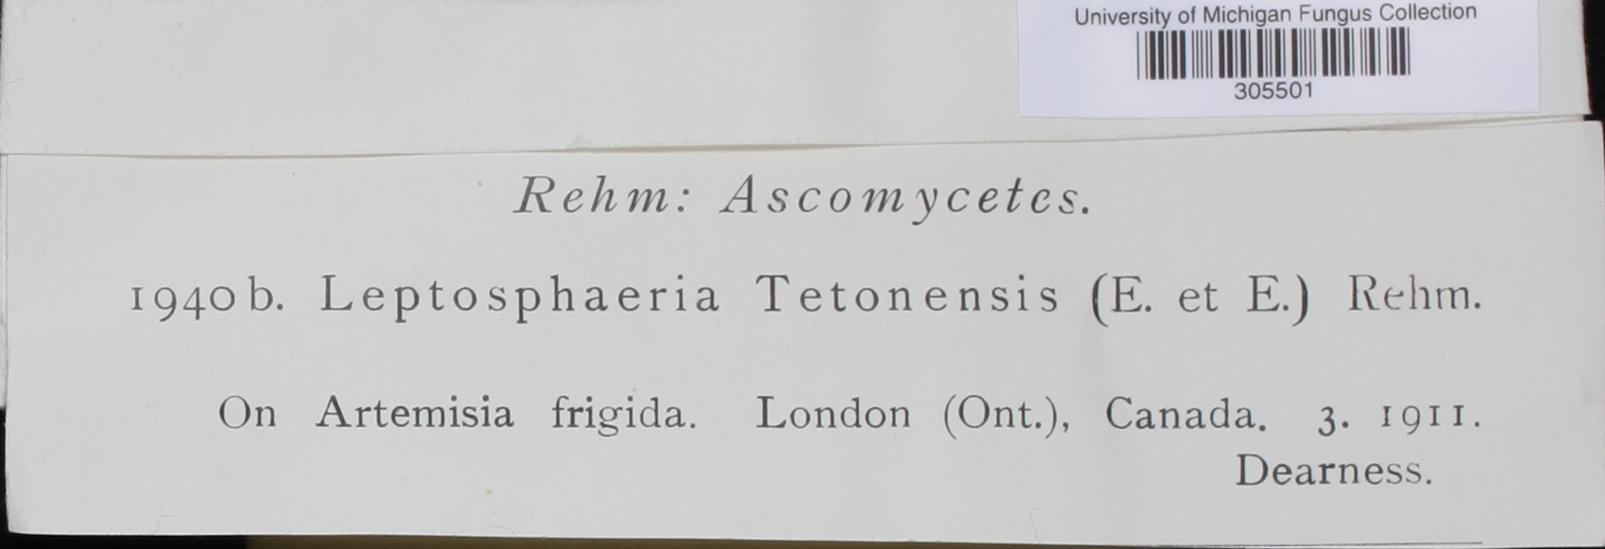 University of Michigan Fungus Collection
305501
Rehm: Ascomycetes.
1940 b. Leptosphaeria Tetonensis (E. et E.) Rehm.
On Artemisia frigida. London (Ont.), Canada. 3. 1911.
Dearness.